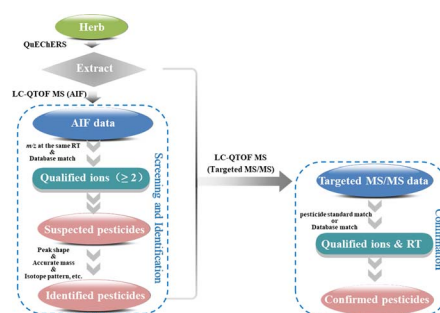 Herb
QuEChERS
Extract
LC-QTOF MS (AIF)
AIF data
m/z at the same RT
&
Database match
Qualified ions (≥ 2)
Suspected pesticides
Peak shape
&
Accurate mass
&
Isotope pattern, etc.
Identified pesticides
Screening and Identification
LC-QTOF MS
(Targeted MS/MS)
Targeted MS/MS data
pesticide standard match
or
Database match
Qualified ions & RT
Confirmed pesticides